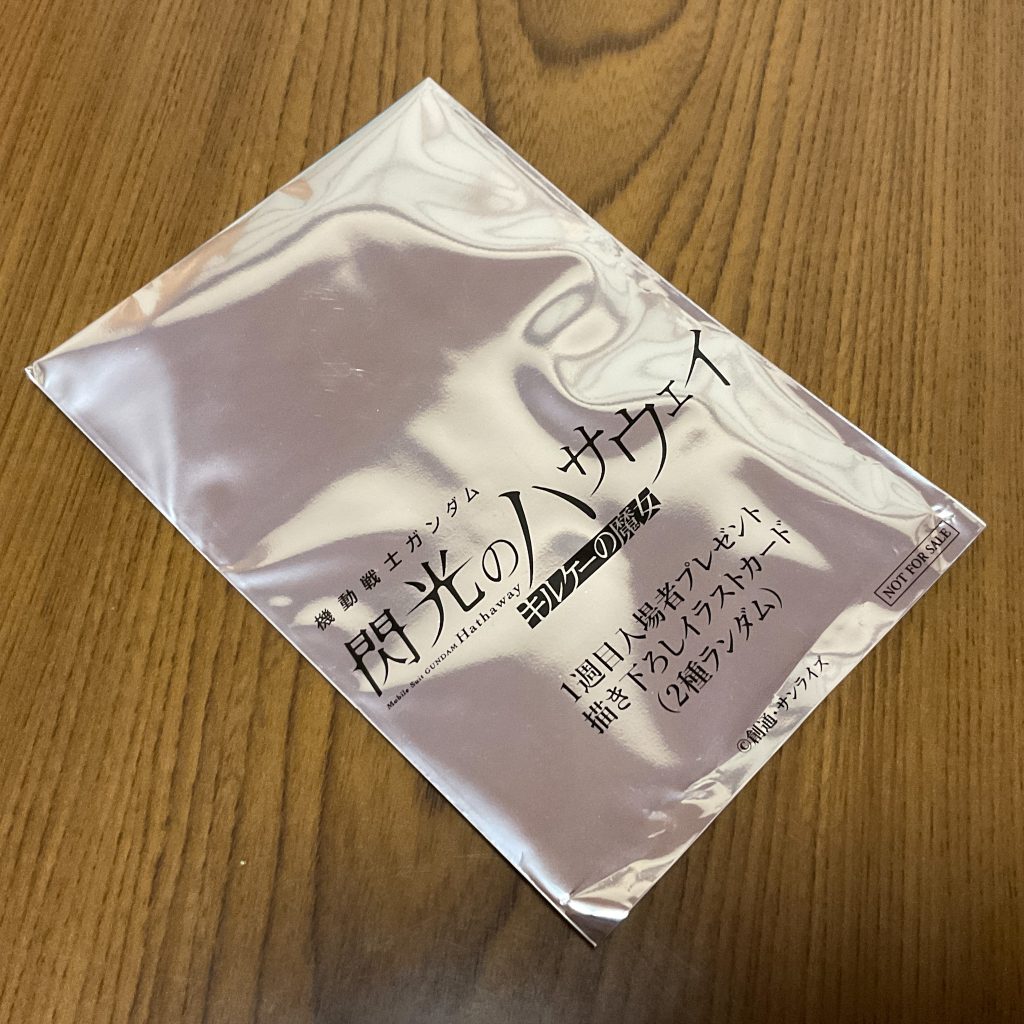 機動戦士ガンダム
閃光のハサウェイ
Mobile Suit GUNDAM Hathaway
キルケーの魔女
1週目入場者プレゼント
描き下ろしイラストカード
(2種ランダム)
NOT FOR SALE
©創通・サンライズ